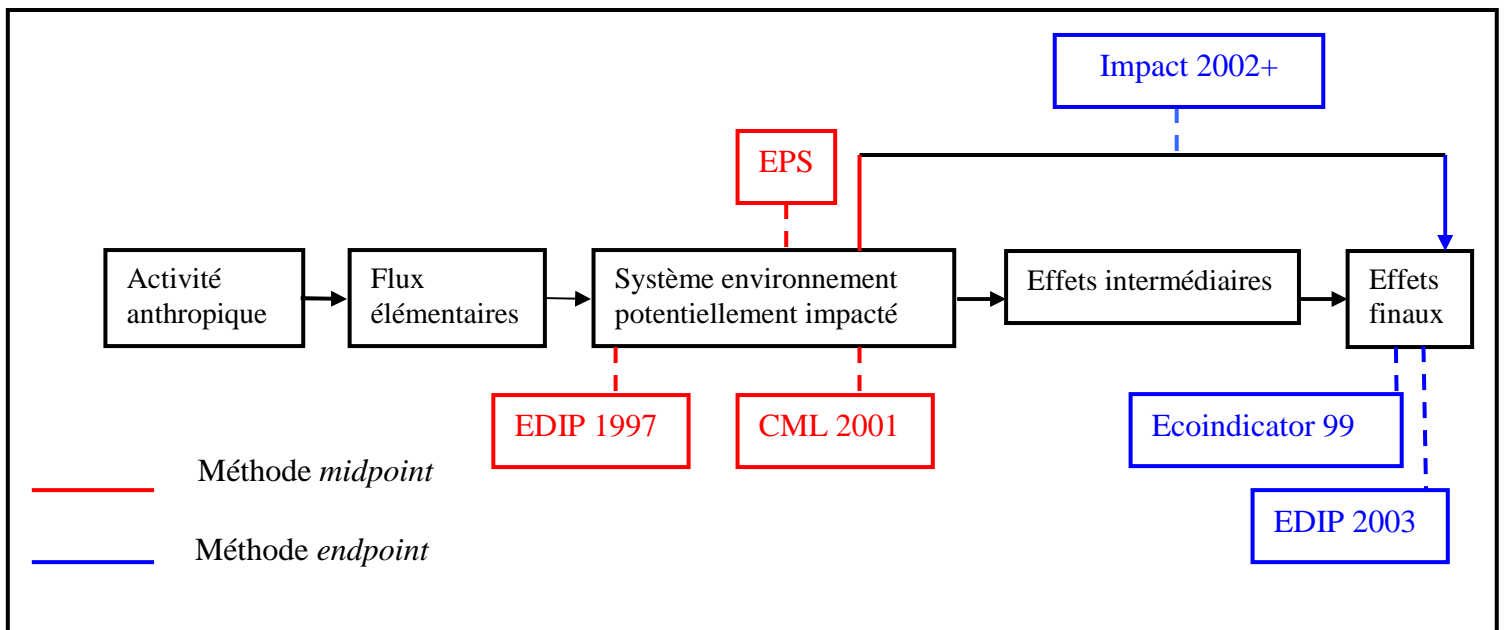 Impact 2002+
EPS
Activité
anthropique
Flux
élémentaires
Système environnement
potentiellement impacté
Effets intermédiaires
Effets
finaux
EDIP 1997
CML 2001
Ecoindicator 99
EDIP 2003
Méthode midpoint
Méthode endpoint